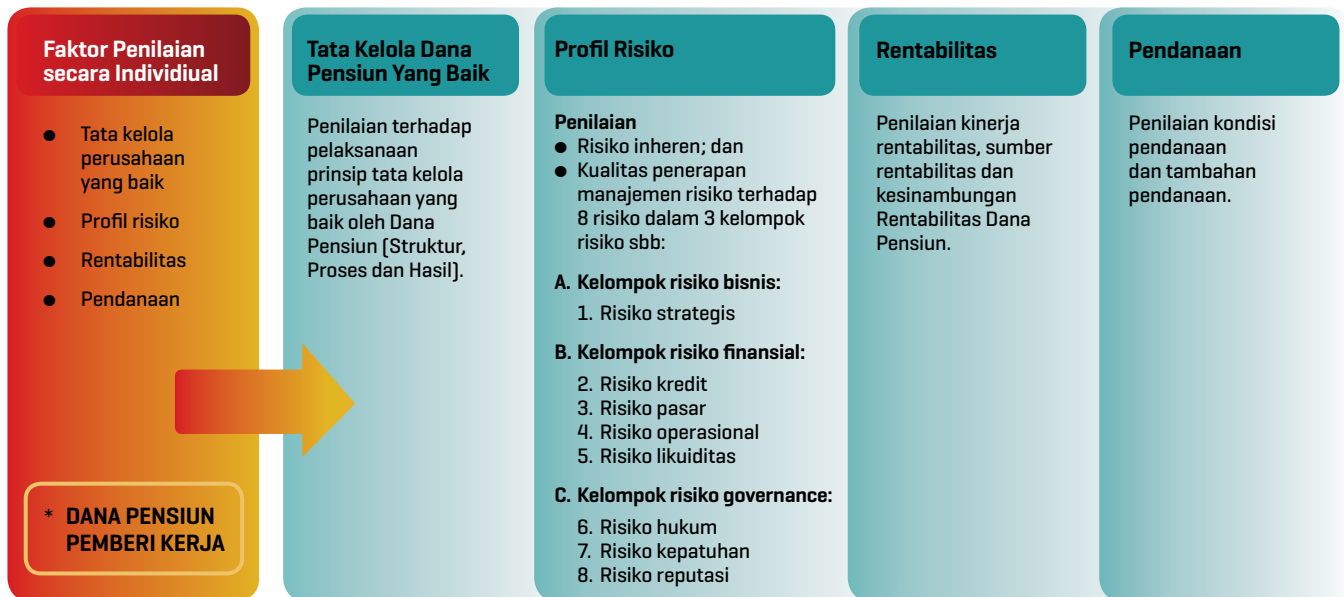 Faktor Penilaian
secara Individiual
● Tata kelola
perusahaan
yang baik
● Profil risiko
● Rentabilitas
● Pendanaan
* DANA PENSIUN
PEMBERI KERJA
Tata Kelola Dana
Pensiun Yang Baik
Penilaian terhadap
pelaksanaan
prinsip tata kelola
perusahaan yang
baik oleh Dana
Pensiun (Struktur,
Proses dan Hasil).
Profil Risiko
Penilaian
● Risiko inheren; dan
● Kualitas penerapan
manajemen risiko terhadap
8 risiko dalam 3 kelompok
risiko sbb:
A. Kelompok risiko bisnis:
1. Risiko strategis
B. Kelompok risiko finansial:
2. Risiko kredit
3. Risiko pasar
4. Risiko operasional
5. Risiko likuiditas
C. Kelompok risiko governance:
6. Risiko hukum
7. Risiko kepatuhan
8. Risiko reputasi
Rentabilitas
Penilaian kinerja
rentabilitas, sumber
rentabilitas dan
kesinambungan
Rentabilitas Dana
Pensiun.
Pendanaan
Penilaian kondisi
pendanaan
dan tambahan
pendanaan.